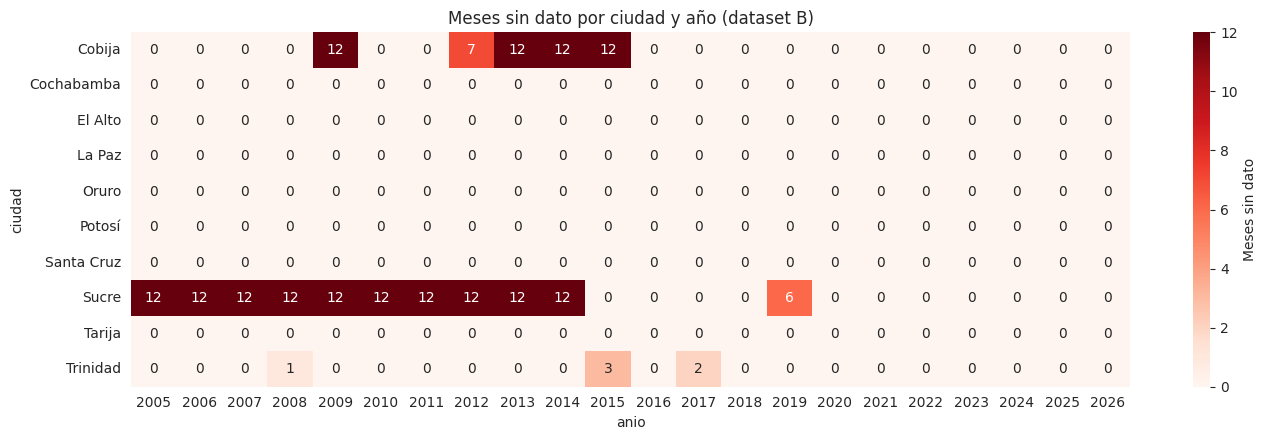 Meses sin dato por ciudad y año (dataset B)
Cobija 0 0 0 0 12 0 0 7 12 12 12 0 0 0 0 0 0 0 0 0 0 0
Cochabamba 0 0 0 0 0 0 0 0 0 0 0 0 0 0 0 0 0 0 0 0 0 0
El Alto 0 0 0 0 0 0 0 0 0 0 0 0 0 0 0 0 0 0 0 0 0 0
La Paz 0 0 0 0 0 0 0 0 0 0 0 0 0 0 0 0 0 0 0 0 0 0
Oruro 0 0 0 0 0 0 0 0 0 0 0 0 0 0 0 0 0 0 0 0 0 0
Potosí 0 0 0 0 0 0 0 0 0 0 0 0 0 0 0 0 0 0 0 0 0 0
Santa Cruz 0 0 0 0 0 0 0 0 0 0 0 0 0 0 0 0 0 0 0 0 0 0
Sucre 12 12 12 12 12 12 12 12 12 12 0 0 0 0 6 0 0 0 0 0 0 0
Tarija 0 0 0 0 0 0 0 0 0 0 0 0 0 0 0 0 0 0 0 0 0 0
Trinidad 0 0 0 1 0 0 0 0 0 0 3 0 2 0 0 0 0 0 0 0 0 0
2005 2006 2007 2008 2009 2010 2011 2012 2013 2014 2015 2016 2017 2018 2019 2020 2021 2022 2023 2024 2025 2026
anio
ciudad
12
10
8
6
4
2
0
Meses sin dato